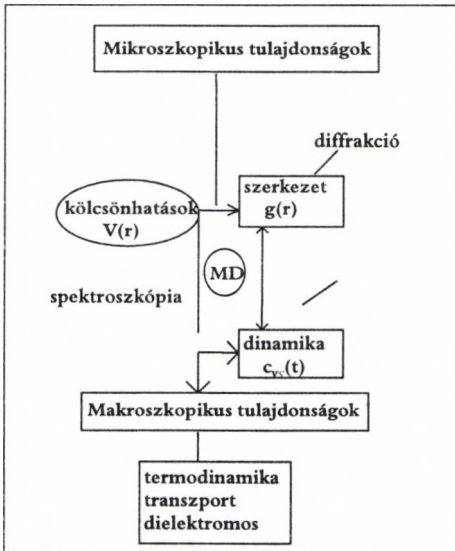 Mikroszkopikus tulajdonságok
diffrakció
szerkezet
g(r)
kölcsönhatások
V(r)
MD
spektroszkópia
dinamika
(t)
Makroszkopikus tulajdonságok
termodinamika
transzport
dielektromos